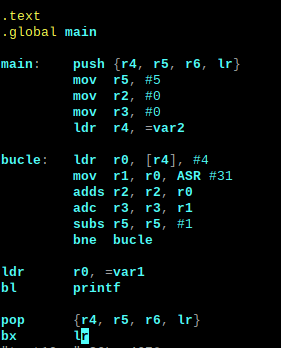 .text
.global main
main: push {r4, r5, r6, lr}
mov r5, #5
mov r2, #0
mov r3, #0
ldr r4, =var2
bucle: ldr r0, [r4], #4
mov r1, r0, ASR #31
adds r2, r2, r0
adc r3, r3, r1
subs r5, r5, #1
bne bucle
ldr r0, =var1
bl printf
pop {r4, r5, r6, lr}
bx lr